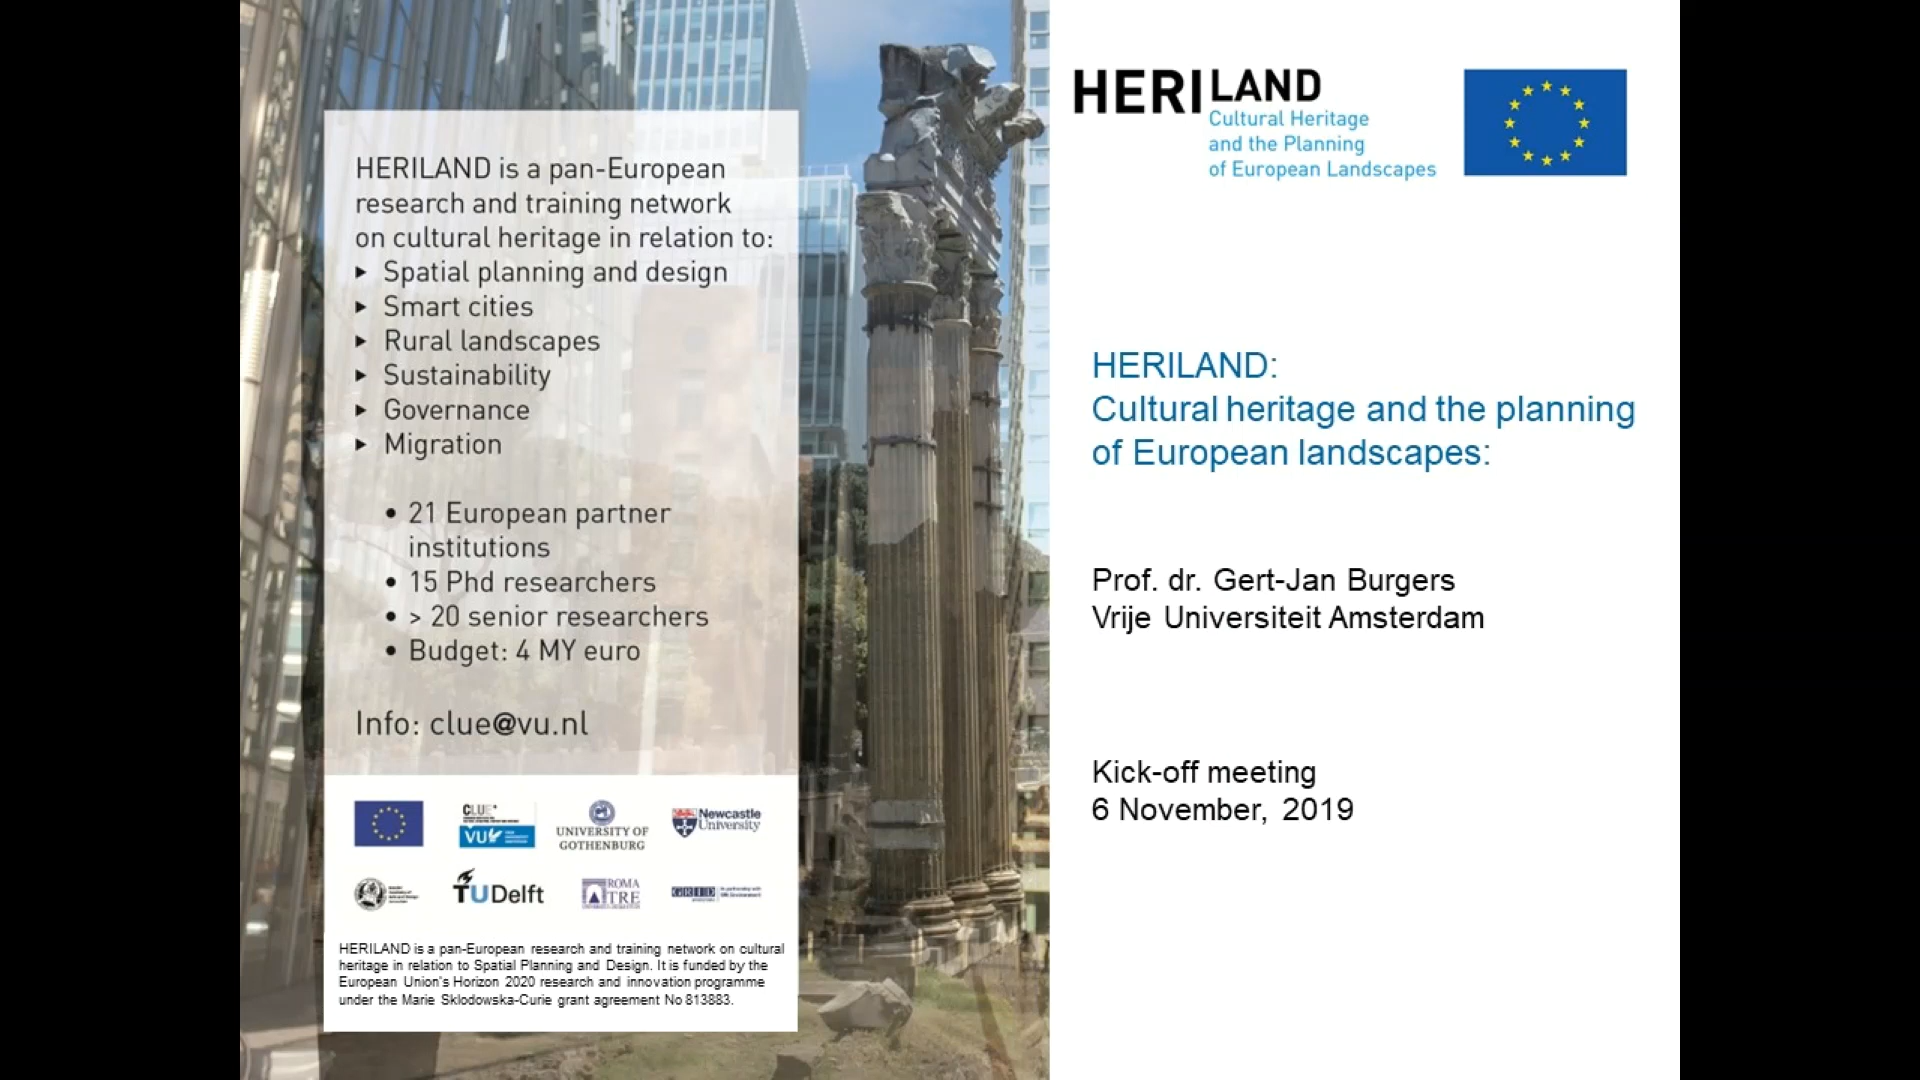 HERILAND is a pan-European
research and training network
on cultural heritage in relation to:
▸ Spatial planning and design
▸ Smart cities
▸ Rural landscapes
▸ Sustainability
▸ Governance
▸ Migration
• 21 European partner
institutions
• 15 Phd researchers
• > 20 senior researchers
• Budget: 4 MY euro
Info: clue@vu.nl
CLUE+
VU
UNIVERSITY OF
GOTHENBURG
Newcastle
University
TUDelft
ROMA
TRE
GRID
HERILAND is a pan-European research and training network on cultural
heritage in relation to Spatial Planning and Design. It is funded by the
European Union's Horizon 2020 research and innovation programme
under the Marie Sklodowska-Curie grant agreement No 813883.
HERILAND
Cultural Heritage
and the Planning
of European Landscapes
HERILAND:
Cultural heritage and the planning
of European landscapes:
Prof. dr. Gert-Jan Burgers
Vrije Universiteit Amsterdam
Kick-off meeting
6 November, 2019